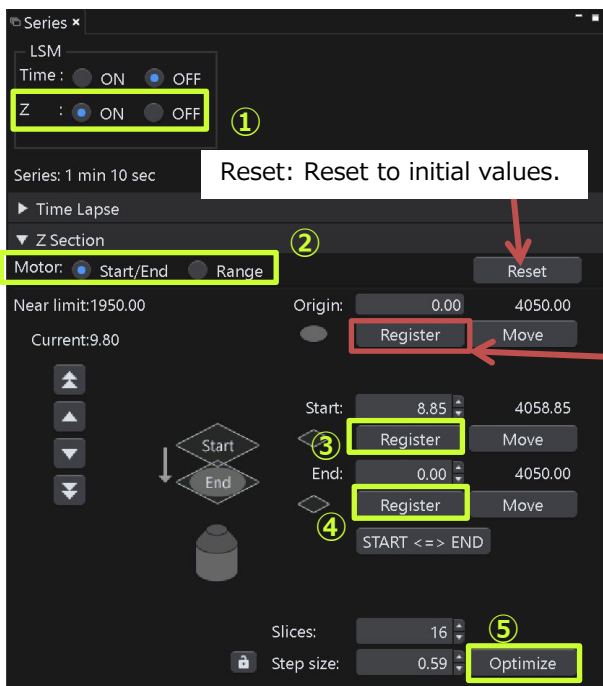 Series ×
LSM
Time : ON OFF
Z : ON OFF
①
Series: 1 min 10 sec
Reset: Reset to initial values.
▶ Time Lapse
▼ Z Section
②
Motor: Start/End Range
Reset
Near limit:1950.00
Origin: 0.00 4050.00
Current:9.80
Register Move
Start: 8.85 4058.85
③ Register Move
Start
End
End: 0.00 4050.00
④ Register Move
START <=> END
Slices: 16
⑤
Step size: 0.59 Optimize